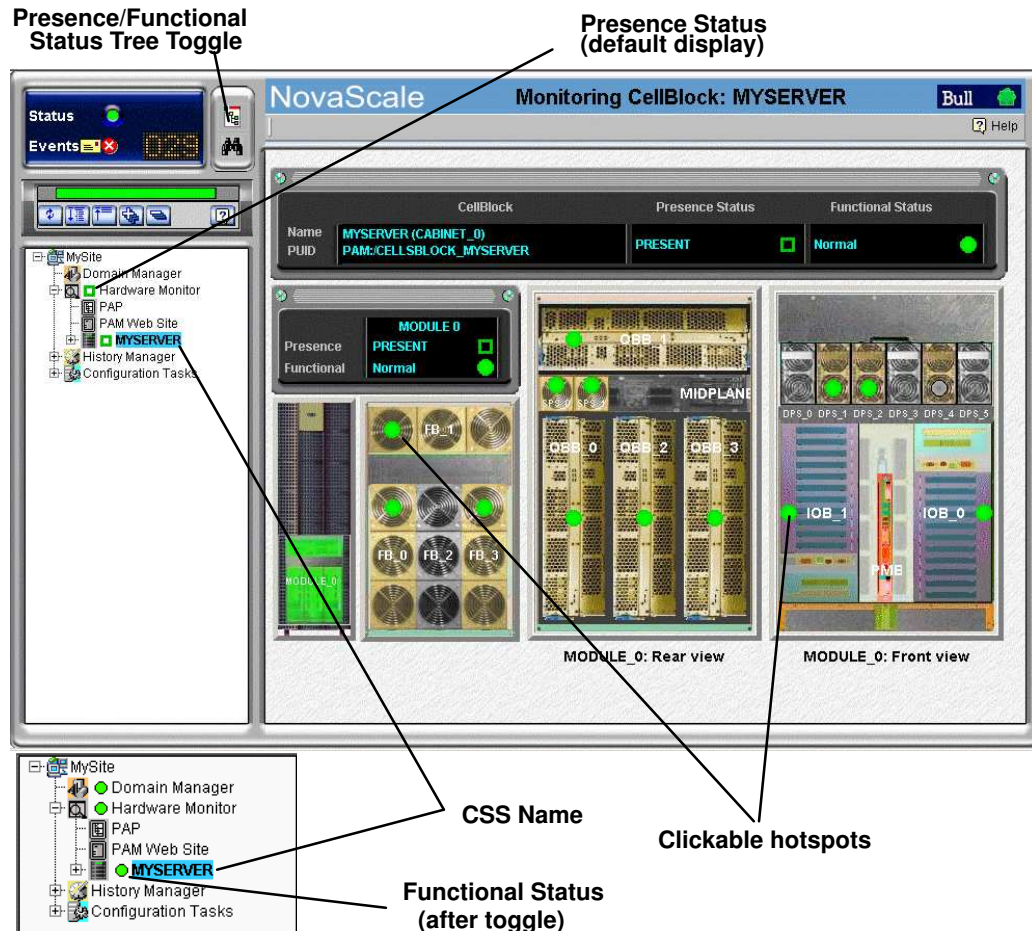 Presence/Functional
Status Tree Toggle
Presence Status
(default display)
Status
Events
029
NovaScale
Monitoring CellBlock: MYSERVER
Bull
Help
CellBlock
Presence Status
Functional Status
Name
MYSERVER (CABINET_0)
PUID
PAM:/CELLSBLOCK_MYSERVER
PRESENT
Normal
MySite
Domain Manager
Hardware Monitor
PAP
PAM Web Site
MYSERVER
History Manager
Configuration Tasks
MODULE 0
Presence
PRESENT
Functional
Normal
MODULE_0
FB_1
FB_0
FB_2
FB_3
QBB_1
SPS_0
SPS_1
MIDPLANE
QBB_0
QBB_2
QBB_3
DPS_0 DPS_1 DPS_2 DPS_3 DPS_4 DPS_5
IOB_1
IOB_0
PMB
MODULE_0: Rear view
MODULE_0: Front view
MySite
Domain Manager
Hardware Monitor
PAP
PAM Web Site
MYSERVER
History Manager
Configuration Tasks
CSS Name
Clickable hotspots
Functional Status
(after toggle)